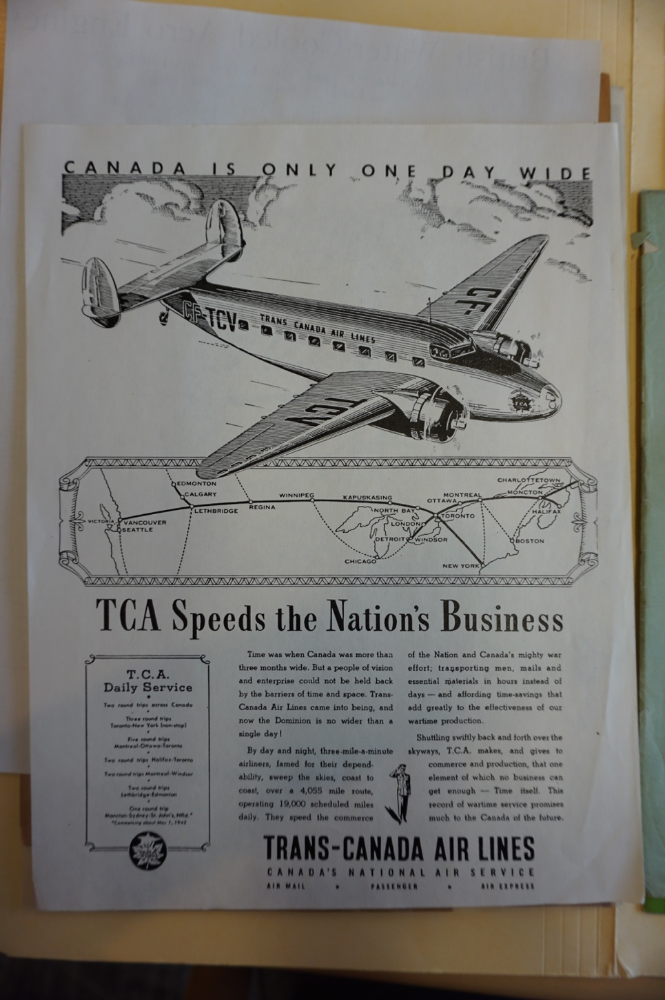 CANADA IS ONLY ONE DAY WIDE
CF-TCV
TRANS CANADA AIR LINES
CF-
TCV
TCA
EDMONTON
CALGARY
LETHBRIDGE
REGINA
WINNIPEG
KAPUSKASING
NORTH BAY
OTTAWA
MONTREAL
CHARLOTTETOWN
MONCTON
HALIFAX
VICTORIA
VANCOUVER
SEATTLE
LONDON
TORONTO
DETROIT
WINDSOR
BOSTON
CHICAGO
NEW YORK
TCA Speeds the Nation's Business
T.C.A.
Daily Service
Two round trips across Canada
Three round trips
Toronto-New York (non-stop)
Five round trips
Montreal-Ottawa-Toronto
Two round trips Halifax-Toronto
Two round trips Montreal-Windsor
Two round trips
Lethbridge-Edmonton
One round trip
Moncton-Sydney-St. John's, Nfld.*
*Commencing about May 1, 1942
Time was when Canada was more than
three months wide. But a people of vision
and enterprise could not be held back
by the barriers of time and space. Trans-
Canada Air Lines came into being, and
now the Dominion is no wider than a
single day!
By day and night, three-mile-a-minute
airliners, famed for their depend-
ability, sweep the skies, coast to
coast, over a 4,055 mile route,
operating 19,000 scheduled miles
daily. They speed the commerce
of the Nation and Canada's mighty war
effort; transporting men, mails and
essential materials in hours instead of
days — and affording time-savings that
add greatly to the effectiveness of our
wartime production.
Shuttling swiftly back and forth over the
skyways, T.C.A. makes, and gives to
commerce and production, that one
element of which no business can
get enough — Time itself. This
record of wartime service promises
much to the Canada of the future.
TRANS-CANADA AIR LINES
CANADA'S NATIONAL AIR SERVICE
AIR MAIL • PASSENGER • AIR EXPRESS